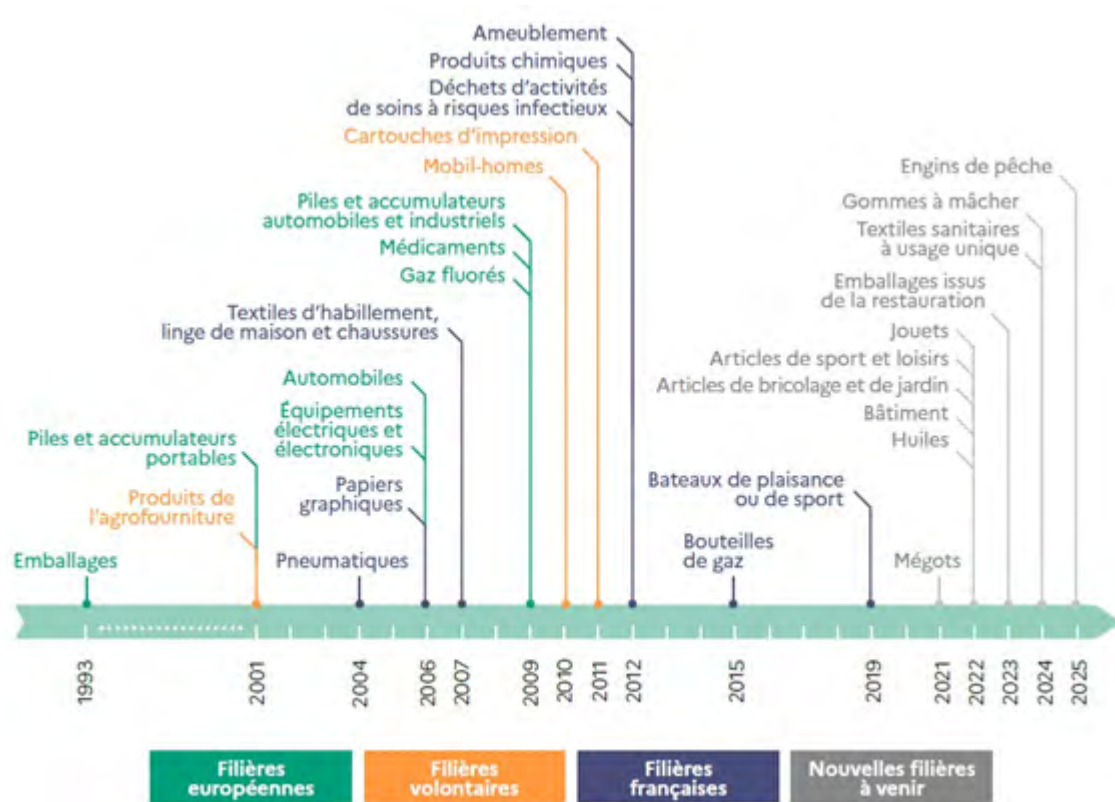 Ameublement
Produits chimiques
Déchets d'activités
de soins à risques infectieux
Cartouches d'impression
Mobil-homes
Piles et accumulateurs
automobiles et industriels
Médicaments
Gaz fluorés
Textiles d'habillement,
linge de maison et chaussures
Automobiles
Équipements
électriques et
électroniques
Piles et accumulateurs
portables
Produits de
l'agrofourniture
Papiers
graphiques
Emballages
Pneumatiques
Engins de pêche
Gommes à mâcher
Textiles sanitaires
à usage unique
Emballages issus
de la restauration
Jouets
Articles de sport et loisirs
Articles de bricolage et de jardin
Bâtiment
Huiles
Bateaux de plaisance
ou de sport
Bouteilles
de gaz
Mégots
1993
2001
2004
2006
2007
2009
2010
2011
2012
2015
2019
2021
2022
2023
2024
2025
Filières
européennes
Filières
volontaires
Filières
françaises
Nouvelles filières
à venir